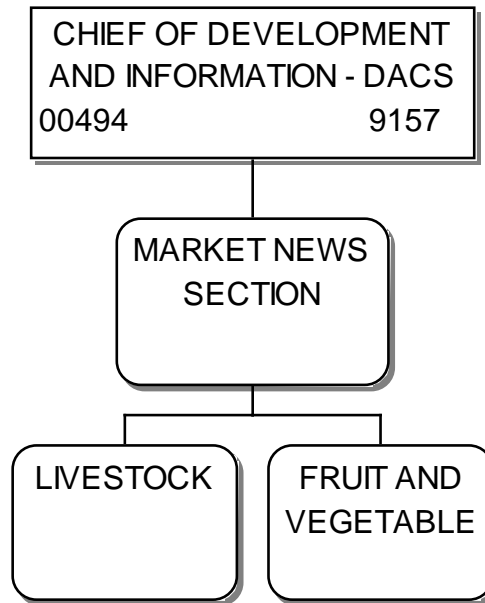 CHIEF OF DEVELOPMENT
AND INFORMATION - DACS
00494 9157
MARKET NEWS
SECTION
LIVESTOCK
FRUIT AND
VEGETABLE